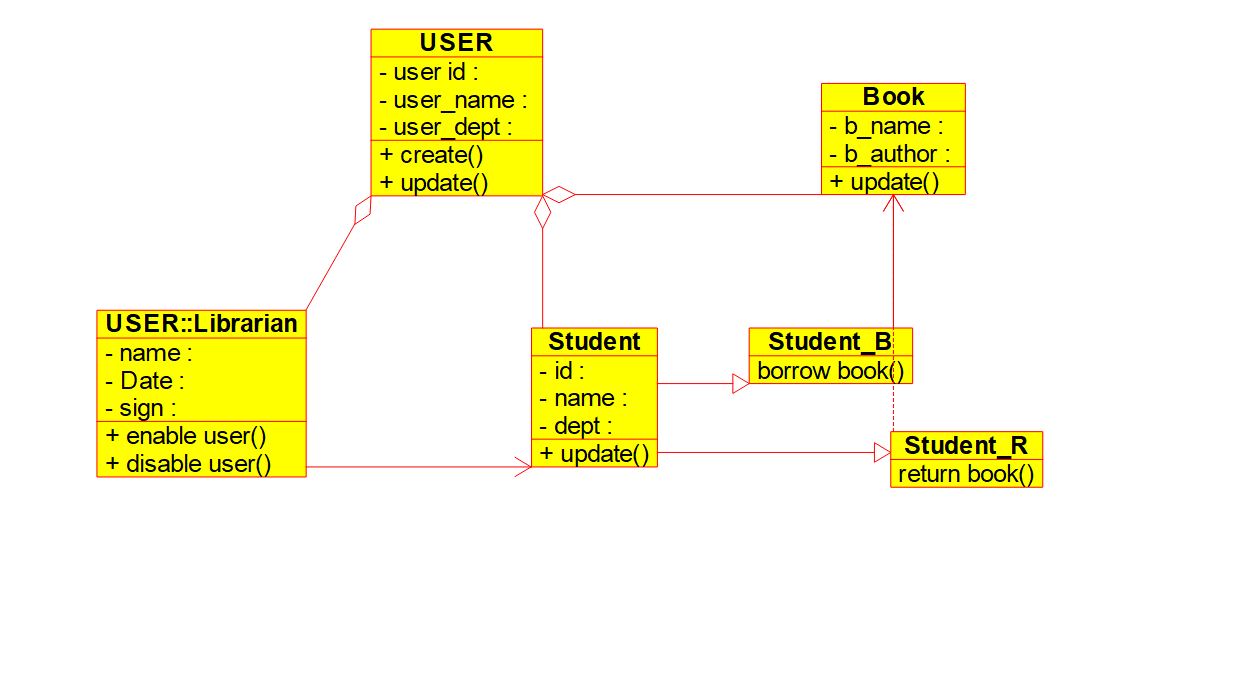 USER
- user id :
- user_name :
- user_dept :
+ create()
+ update()
Book
- b_name :
- b_author :
+ update()
USER::Librarian
- name :
- Date :
- sign :
+ enable user()
+ disable user()
Student
- id :
- name :
- dept :
+ update()
Student_B
borrow book()
Student_R
return book()